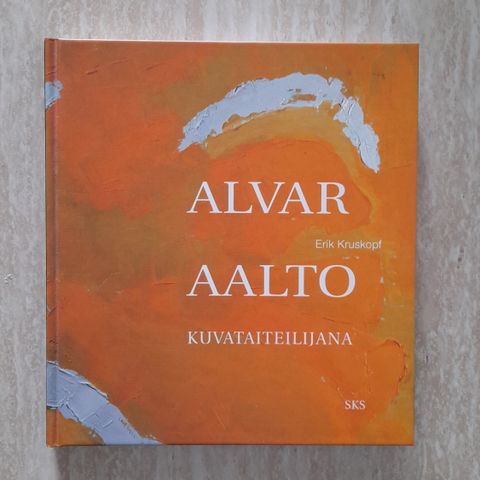 ALVAR
Erik Kruskopf
AALTO
KUVATAITEILIJANA
SKS